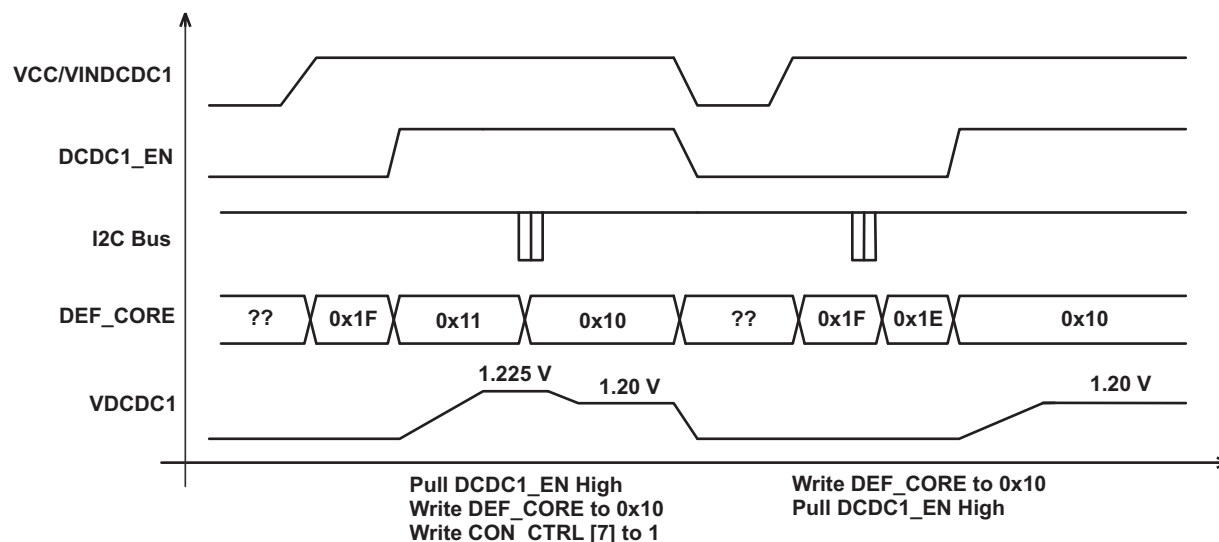 VCC/VINDCDC1
DCDC1_EN
I2C Bus
DEF_CORE ?? 0x1F 0x11 0x10 ?? 0x1F 0x1E 0x10
1.225 V 1.20 V 1.20 V
VDCDC1
Pull DCDC1_EN High
Write DEF_CORE to 0x10
Write CON_CTRL [7] to 1
Write DEF_CORE to 0x10
Pull DCDC1_EN High